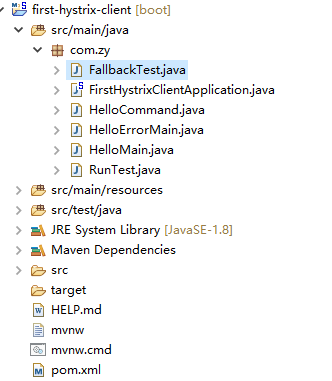 first-hystrix-client [boot]
src/main/java
com.zy
FallbackTest.java
FirstHystrixClientApplication.java
HelloCommand.java
HelloErrorMain.java
HelloMain.java
RunTest.java
src/main/resources
src/test/java
JRE System Library [JavaSE-1.8]
Maven Dependencies
src
target
HELP.md
mvnw
mvnw.cmd
pom.xml